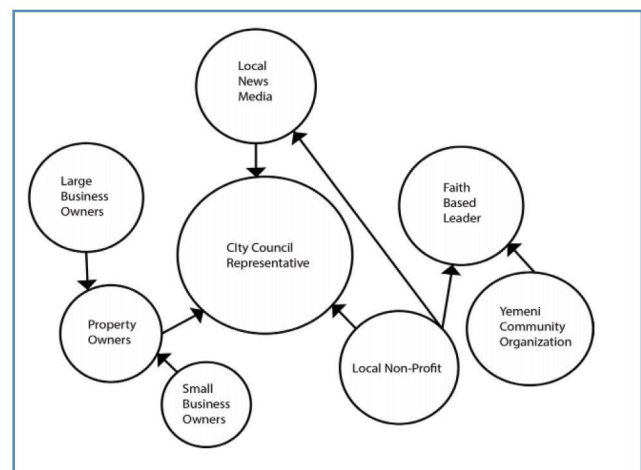 Local
News
Media
Large
Business
Owners
Faith
Based
Leader
CIty Council
Representative
Property
Owners
Yemeni
Community
Organization
Local Non-Profit
Small
Business
Owners